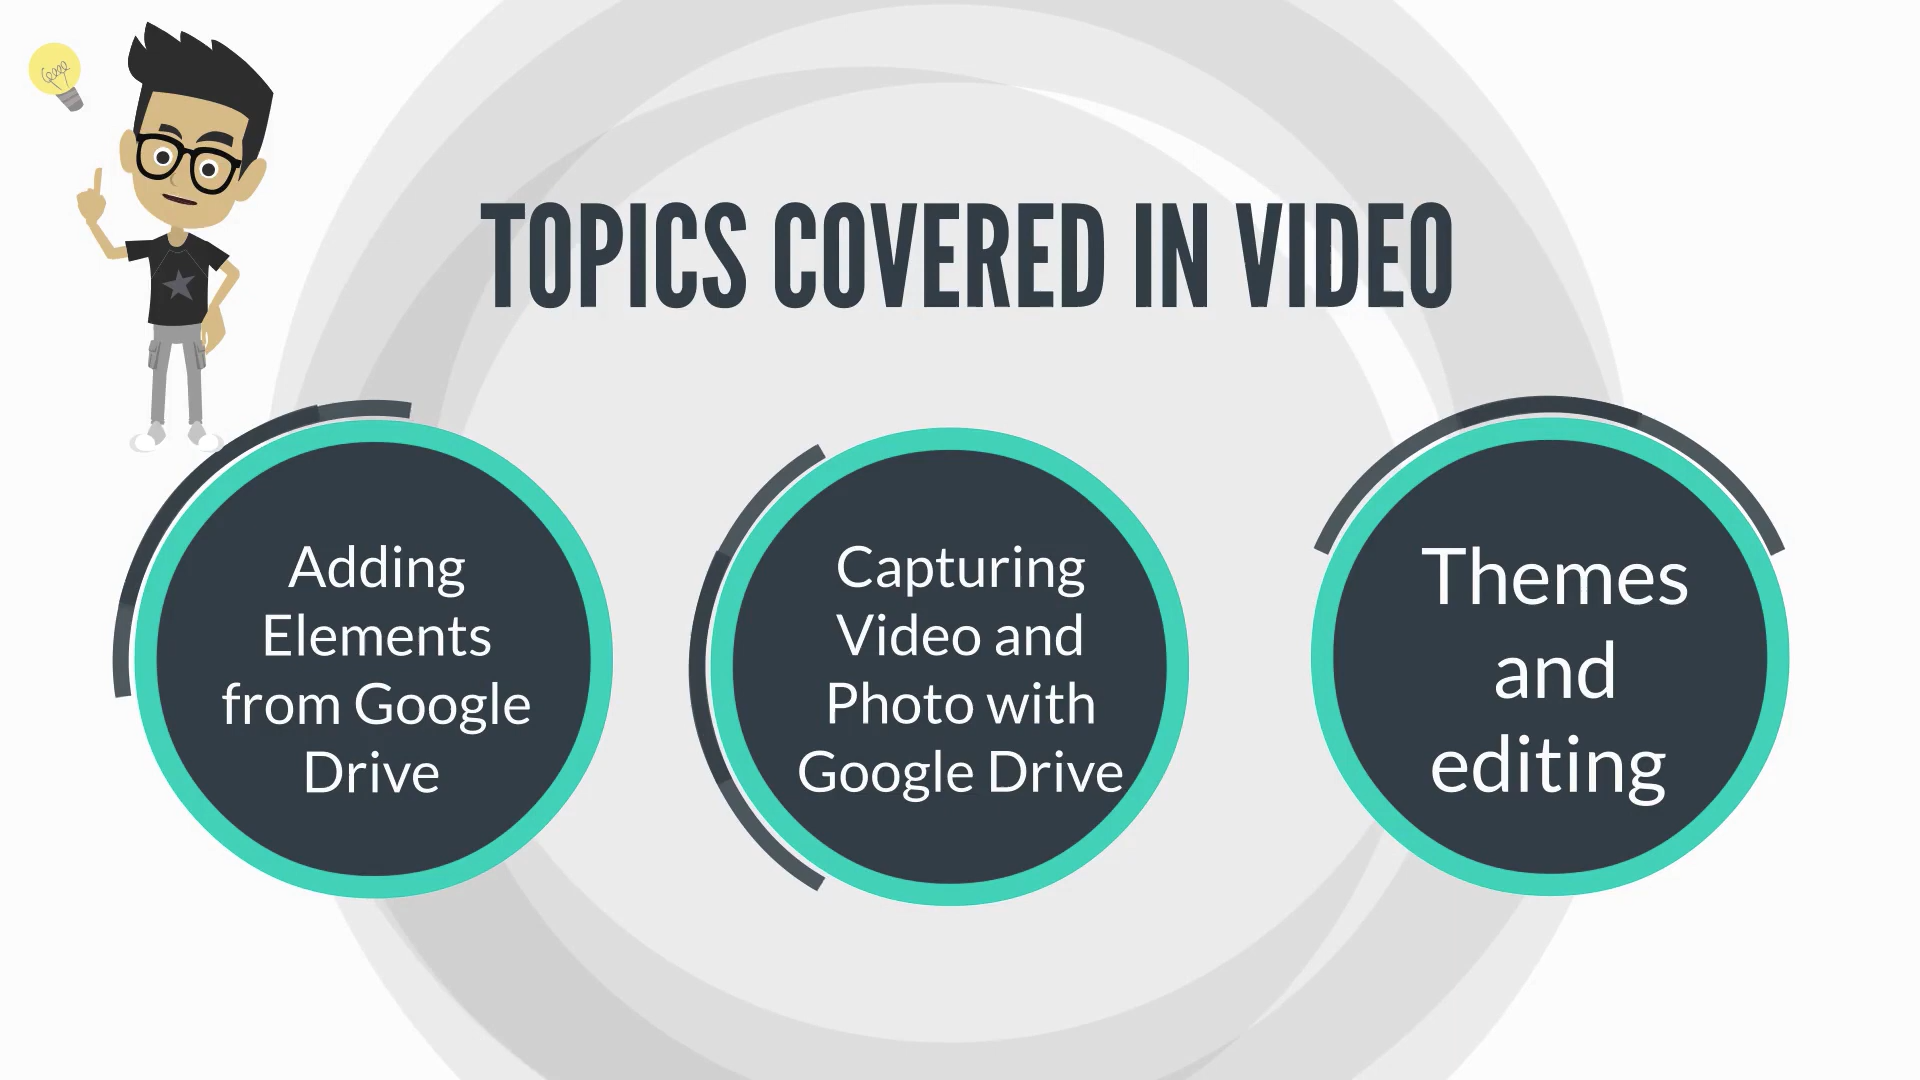 TOPICS COVERED IN VIDEO
Adding
Elements
from Google
Drive
Capturing
Video and
Photo with
Google Drive
Themes
and
editing